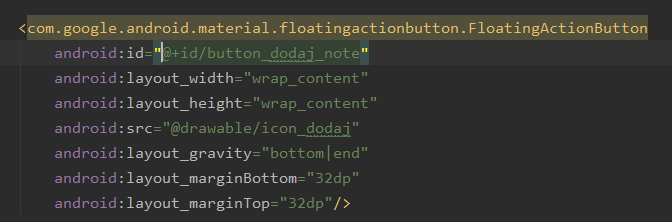 <com.google.android.material.floatingactionbutton.FloatingActionButton
android:id="@+id/button_dodaj_note"
android:layout_width="wrap_content"
android:layout_height="wrap_content"
android:src="@drawable/icon_dodaj"
android:layout_gravity="bottom|end"
android:layout_marginBottom="32dp"
android:layout_marginTop="32dp"/>